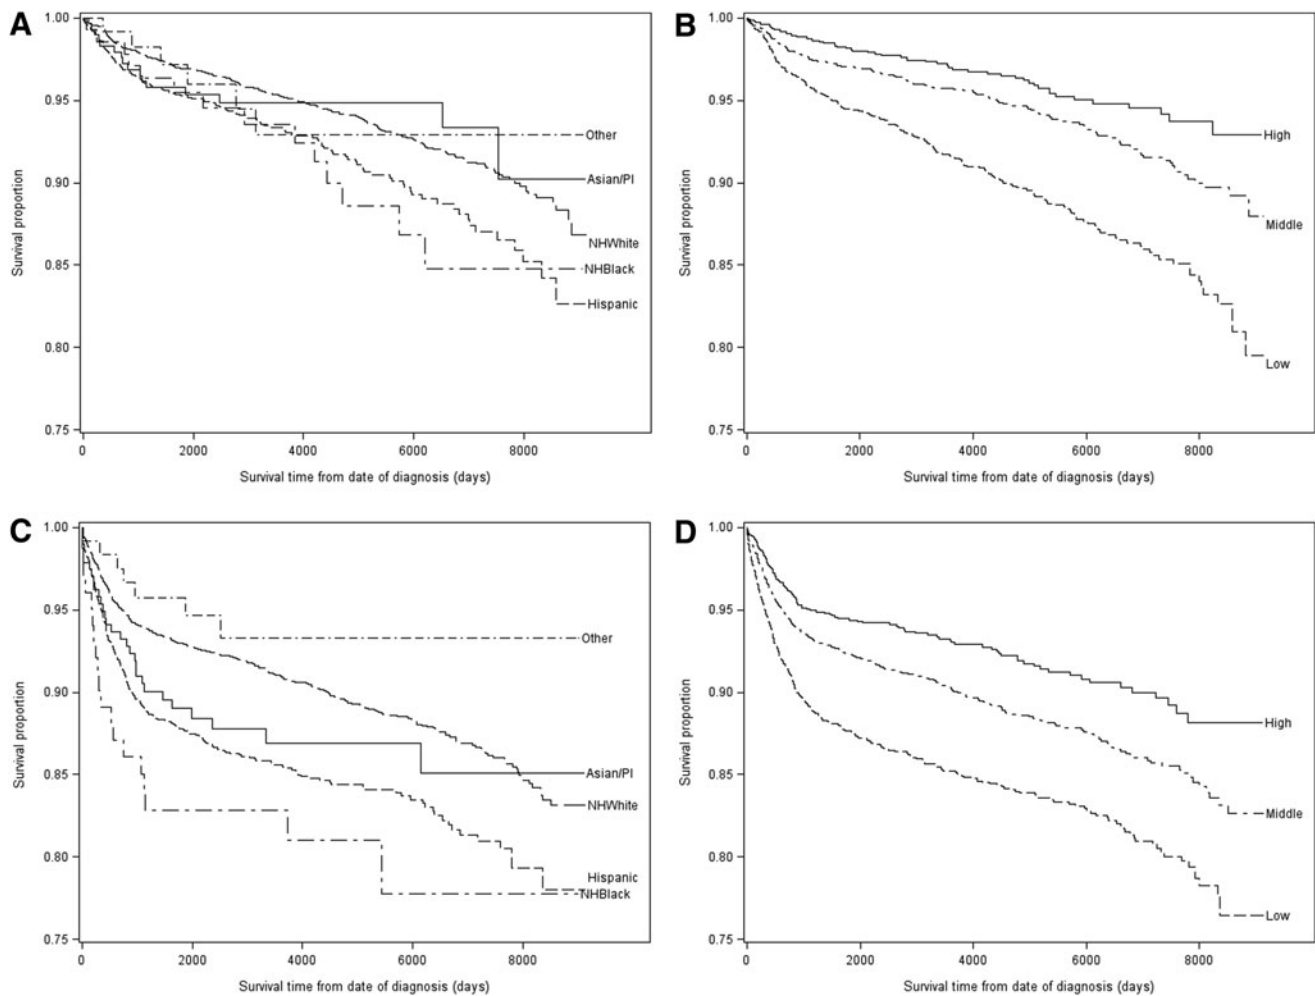 A
1.00
0.95
0.90
0.85
0.80
0.75
Survival proportion
Other
Asian/PI
NHWhite
NHBlack
Hispanic
0 2000 4000 6000 8000
Survival time from date of diagnosis (days)
B
1.00
0.95
0.90
0.85
0.80
0.75
Survival proportion
High
Middle
Low
0 2000 4000 6000 8000
Survival time from date of diagnosis (days)
C
1.00
0.95
0.90
0.85
0.80
0.75
Survival proportion
Other
Asian/PI
NHWhite
Hispanic
NHBlack
0 2000 4000 6000 8000
Survival time from date of diagnosis (days)
D
1.00
0.95
0.90
0.85
0.80
0.75
Survival proportion
High
Middle
Low
0 2000 4000 6000 8000
Survival time from date of diagnosis (days)